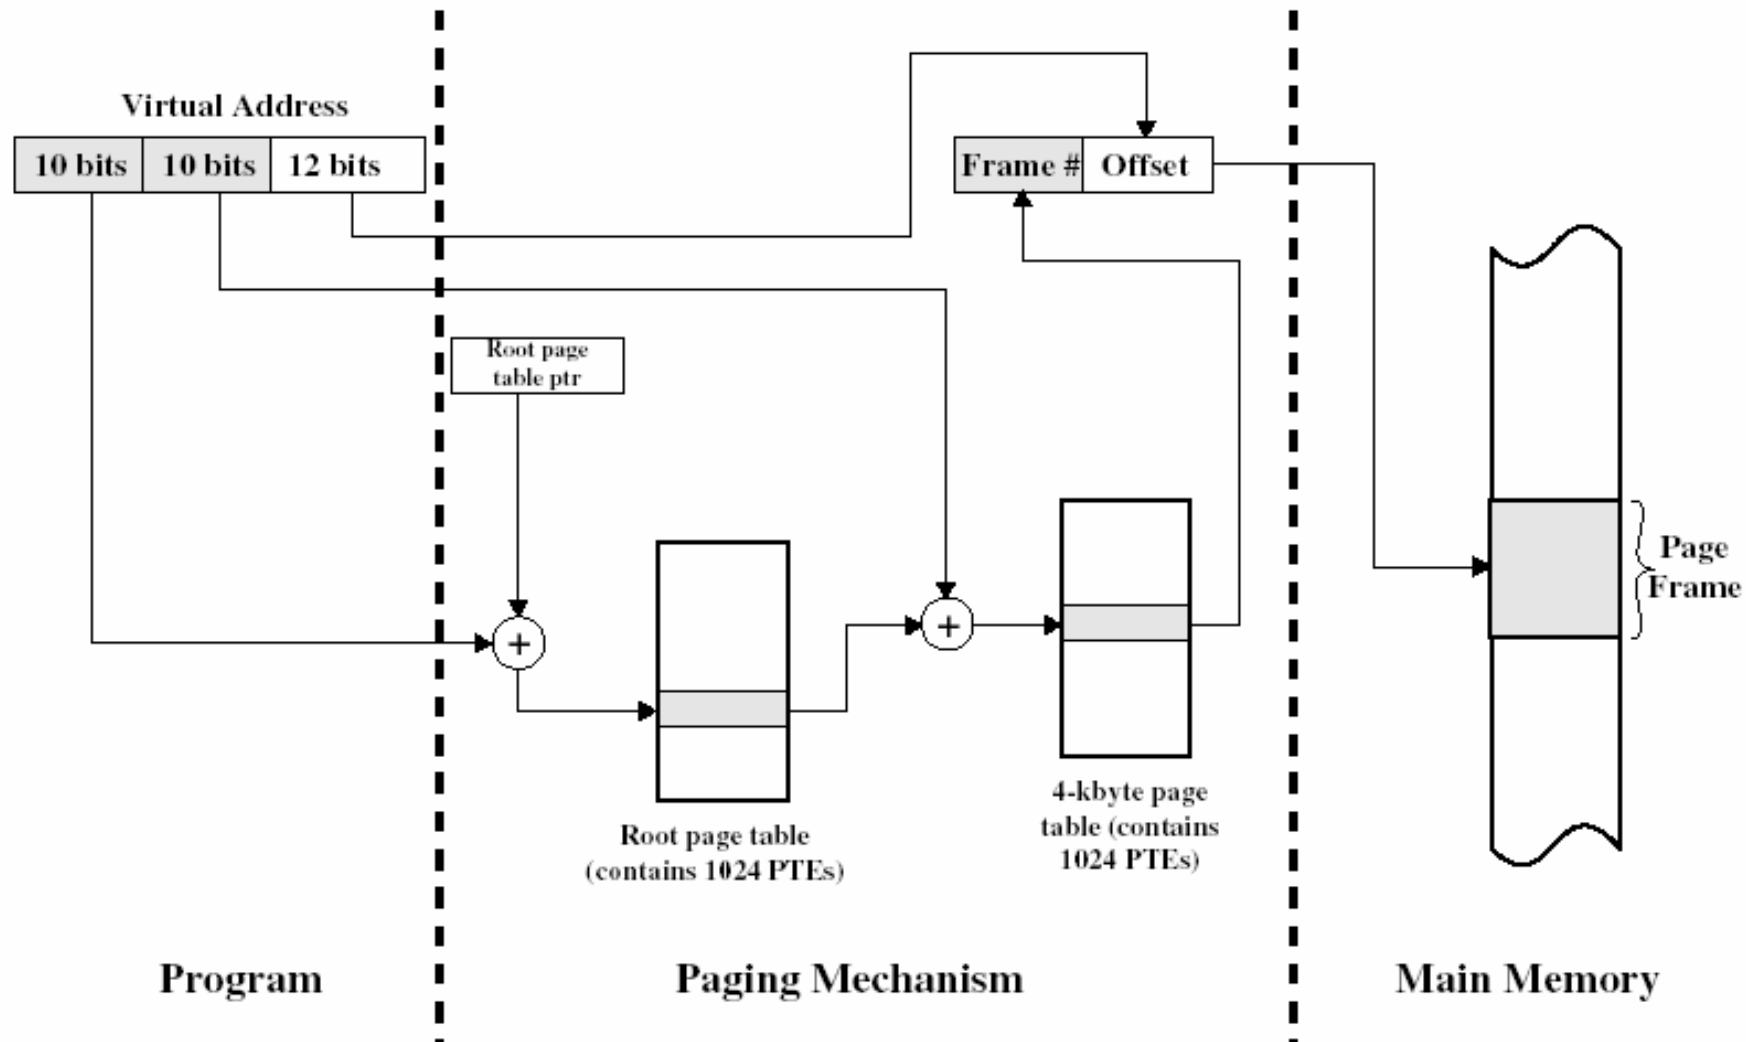 Virtual Address
10 bits
10 bits
12 bits
Frame #
Offset
Root page
table ptr
+
+
Page
Frame
Root page table
(contains 1024 PTEs)
4-kbyte page
table (contains
1024 PTEs)
Program
Paging Mechanism
Main Memory